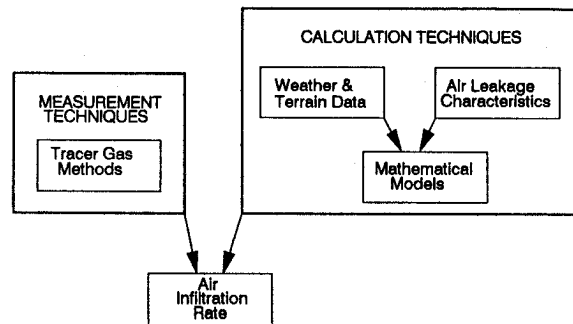 CALCULATION TECHNIQUES
Weather &
Terrain Data
Air Leakage
Characteristics
Mathematical
Models
MEASUREMENT
TECHNIQUES
Tracer Gas
Methods
Air
Infiltration
Rate